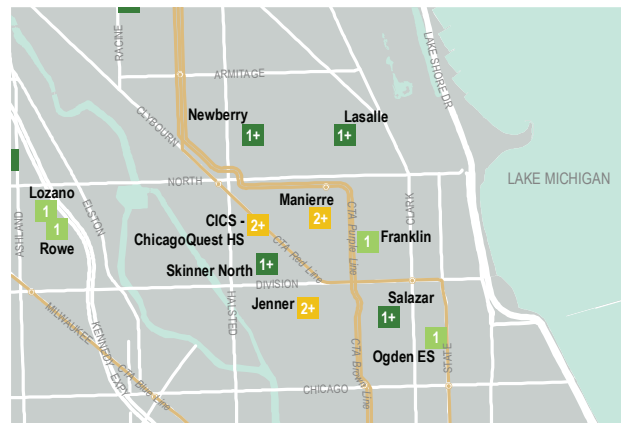 RACINE
LAKE SHORE DR
ARMITAGE
CLYBOURN
Newberry
1+
Lasalle
1+
LAKE MICHIGAN
NORTH
Lozano
1
1
Rowe
ASHLAND
ELSTON
Manierre
2+
CICS -
ChicagoQuest HS
2+
CTA Purple Line
CLARK
1
Franklin
CTA Red Line
Skinner North
1+
DIVISION
HALSTED
Jenner
2+
Salazar
1+
1
Ogden ES
STATE
MILWAUKEE
KENNEDY EXPY
CTA Blue Line
CTA Brown Line
CHICAGO